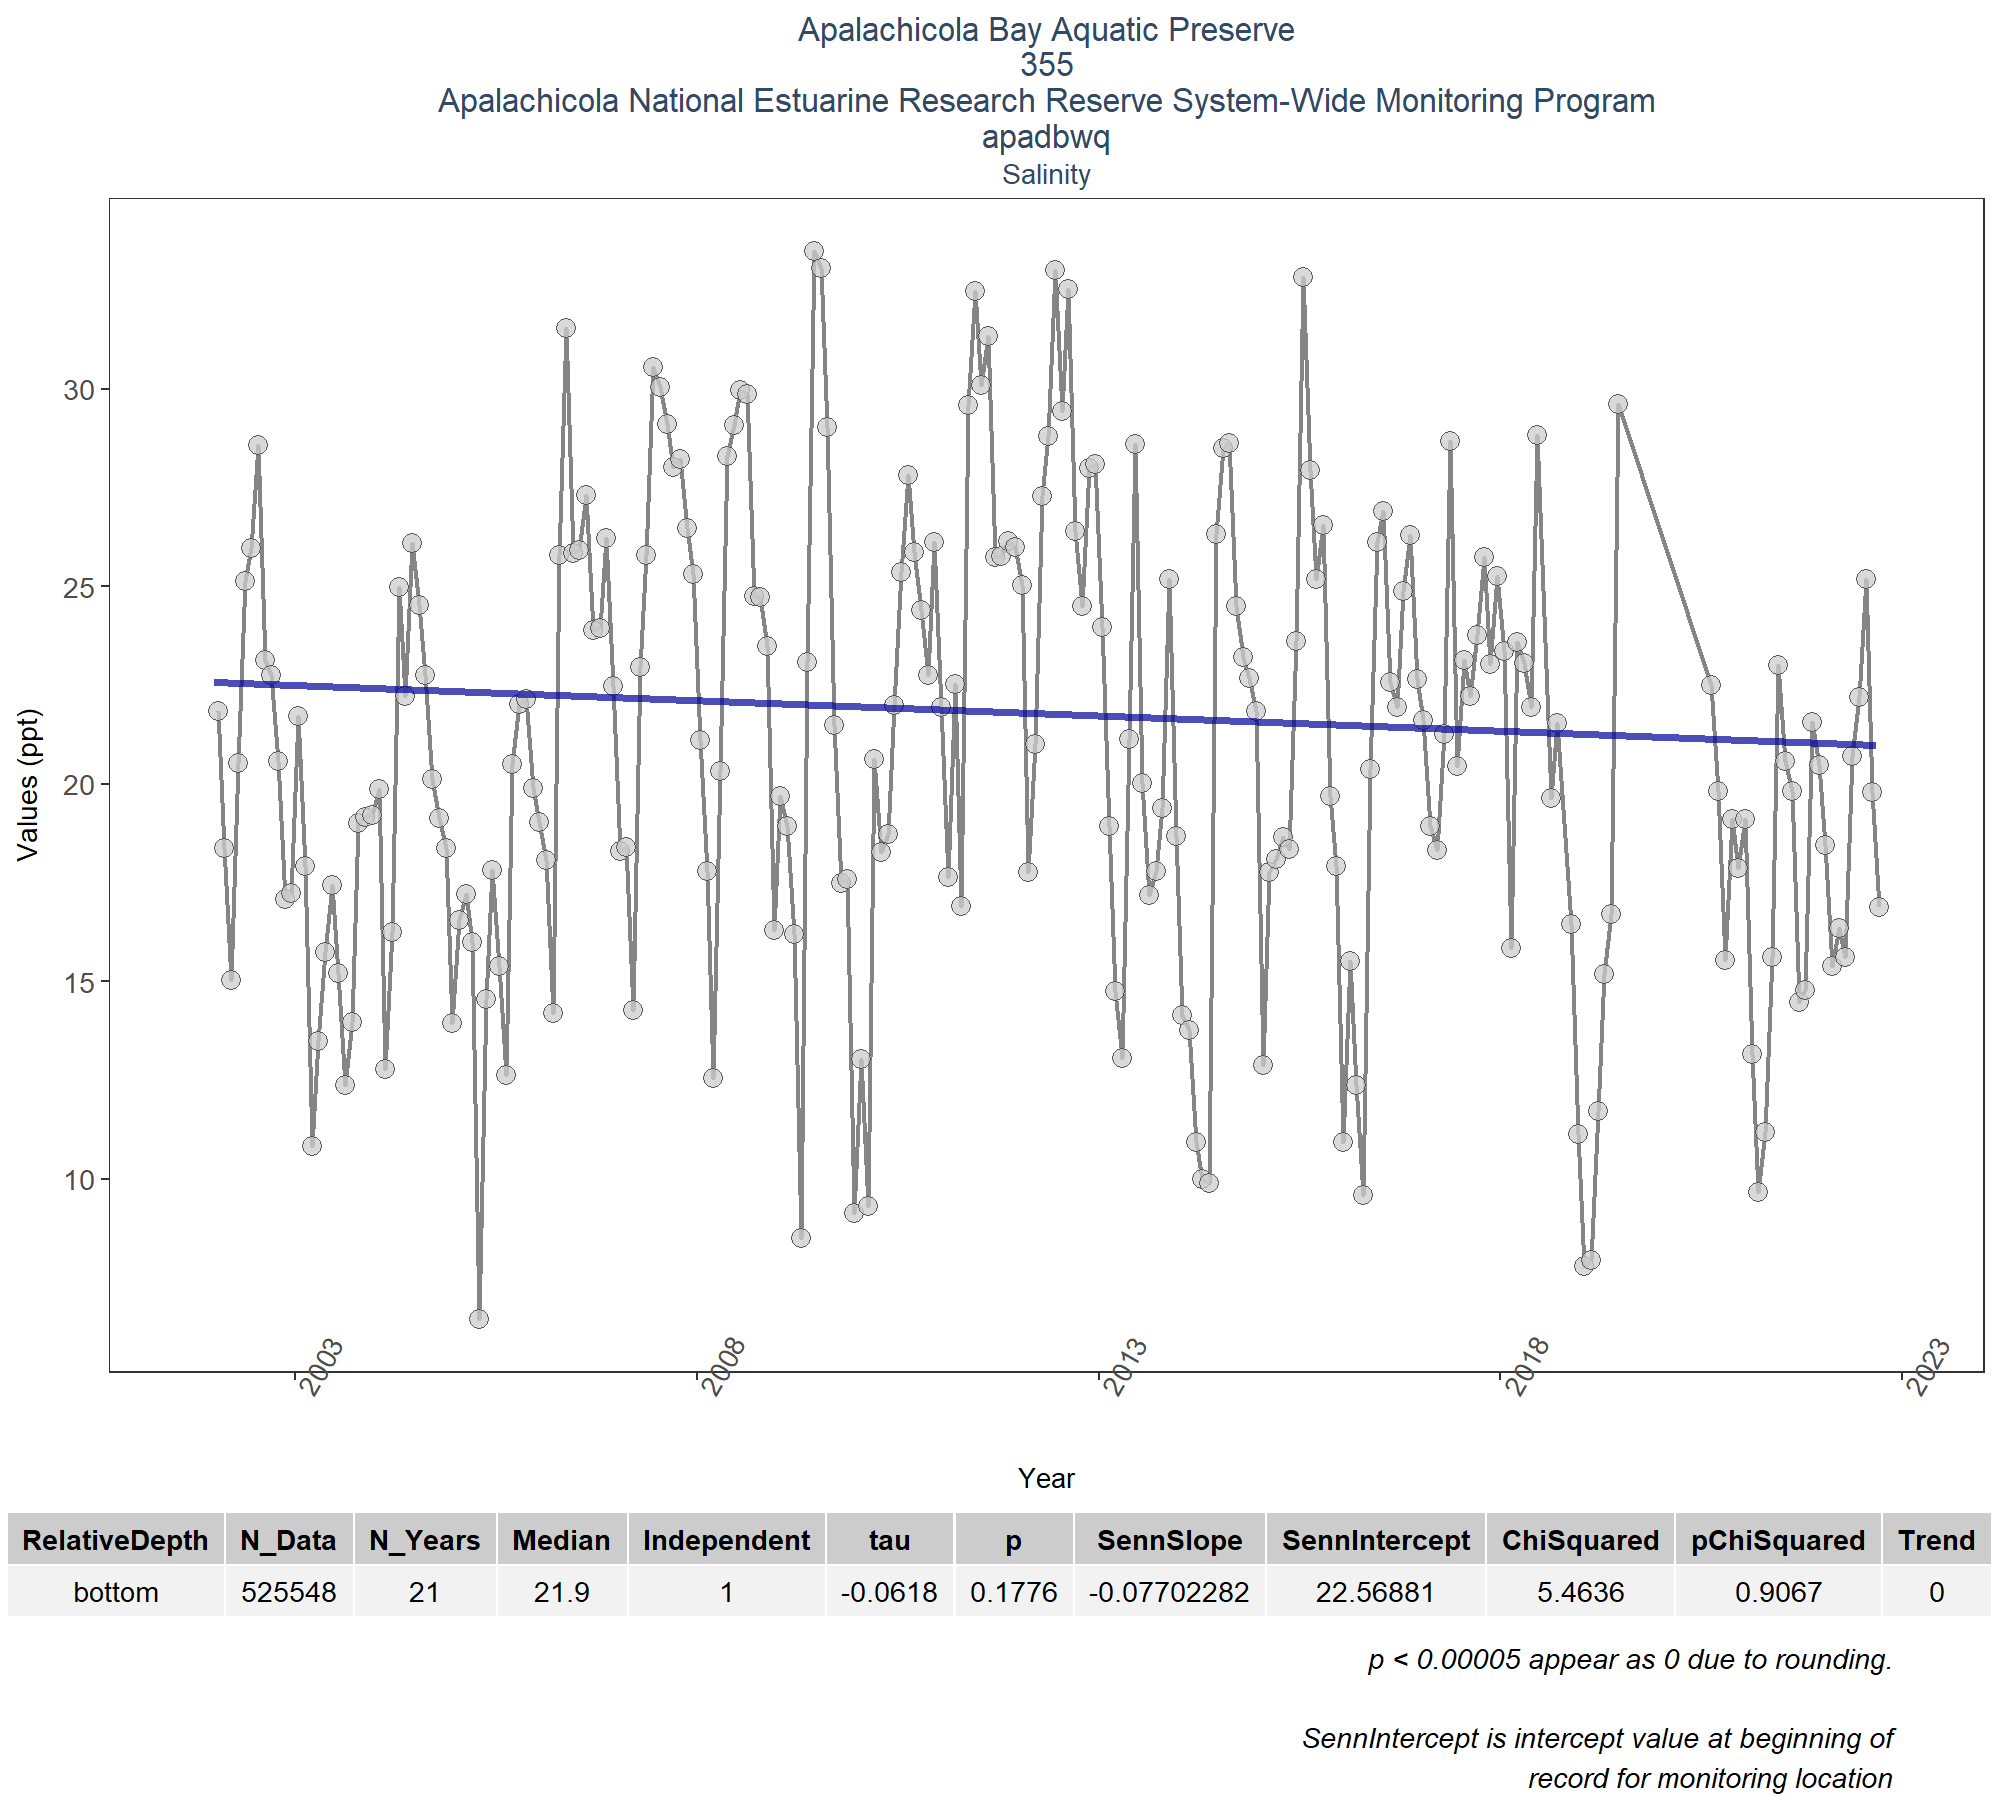 Apalachicola Bay Aquatic Preserve
355
Apalachicola National Estuarine Research Reserve System-Wide Monitoring Program
apadbwq
Salinity
Values (ppt)
30
25
20
15
10
2003 2008 2013 2018 2023
Year
RelativeDepth N_Data N_Years Median Independent tau p SennSlope SennIntercept ChiSquared pChiSquared Trend
bottom 525548 21 21.9 1 -0.0618 0.1776 -0.07702282 22.56881 5.4636 0.9067 0
p < 0.00005 appear as 0 due to rounding.
SennIntercept is intercept value at beginning of
record for monitoring location